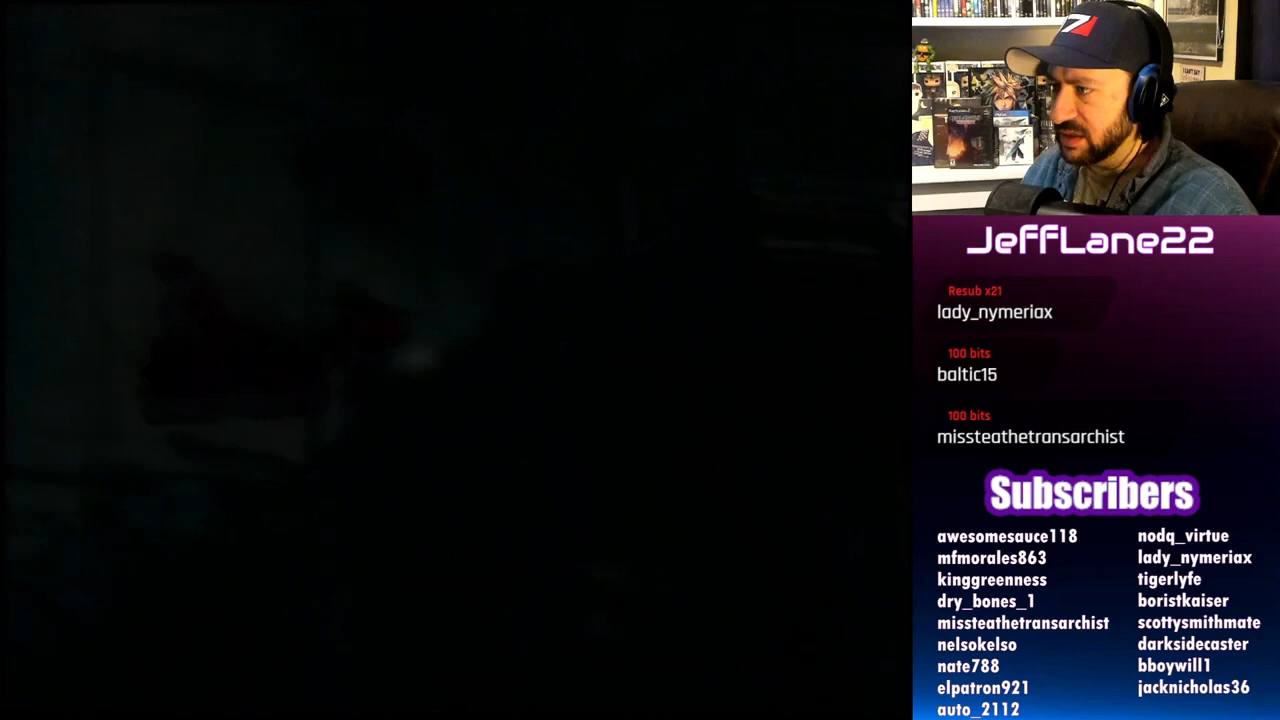 JeffLane22
Resub x21
lady_nymeriax
100 bits
baltic15
100 bits
missteathetransarchist
Subscribers
awesomesauce118
mfmorales863
kinggreenness
dry_bones_1
missteathetransarchist
nelsokelso
nate788
elpatron921
auto_2112
nodq_virtue
lady_nymeriax
tigerlyfe
boristkaiser
scottysmithmate
darksidecaster
bboywill1
jacknicholas36